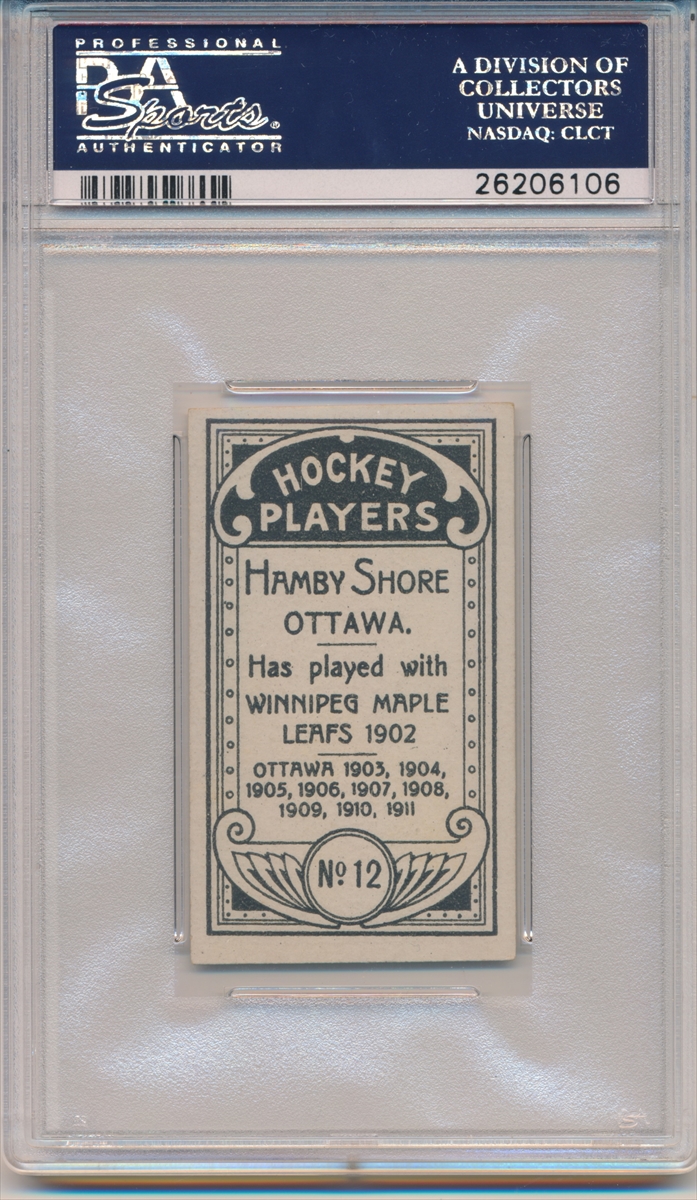 PROFESSIONAL
PSA
Sports
AUTHENTICATOR
A DIVISION OF
COLLECTORS
UNIVERSE
NASDAQ: CLCT
26206106
HOCKEY
PLAYERS
HAMBY SHORE
OTTAWA.
Has played with
WINNIPEG MAPLE
LEAFS 1902
OTTAWA 1903, 1904,
1905, 1906, 1907, 1908,
1909, 1910, 1911
Nº 12